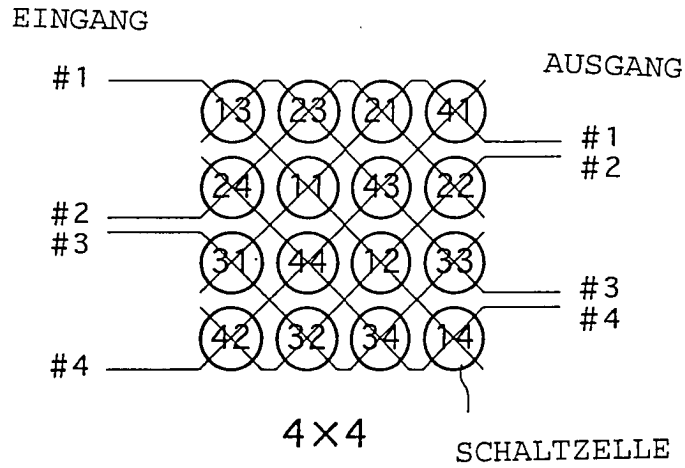 EINGANG
AUSGANG
#1
13 23 21 41
#1
#2
24 11 43 22
#2
#3
31 44 12 33
#3
#4
42 32 34 14
#4
4×4
SCHALTZELLE